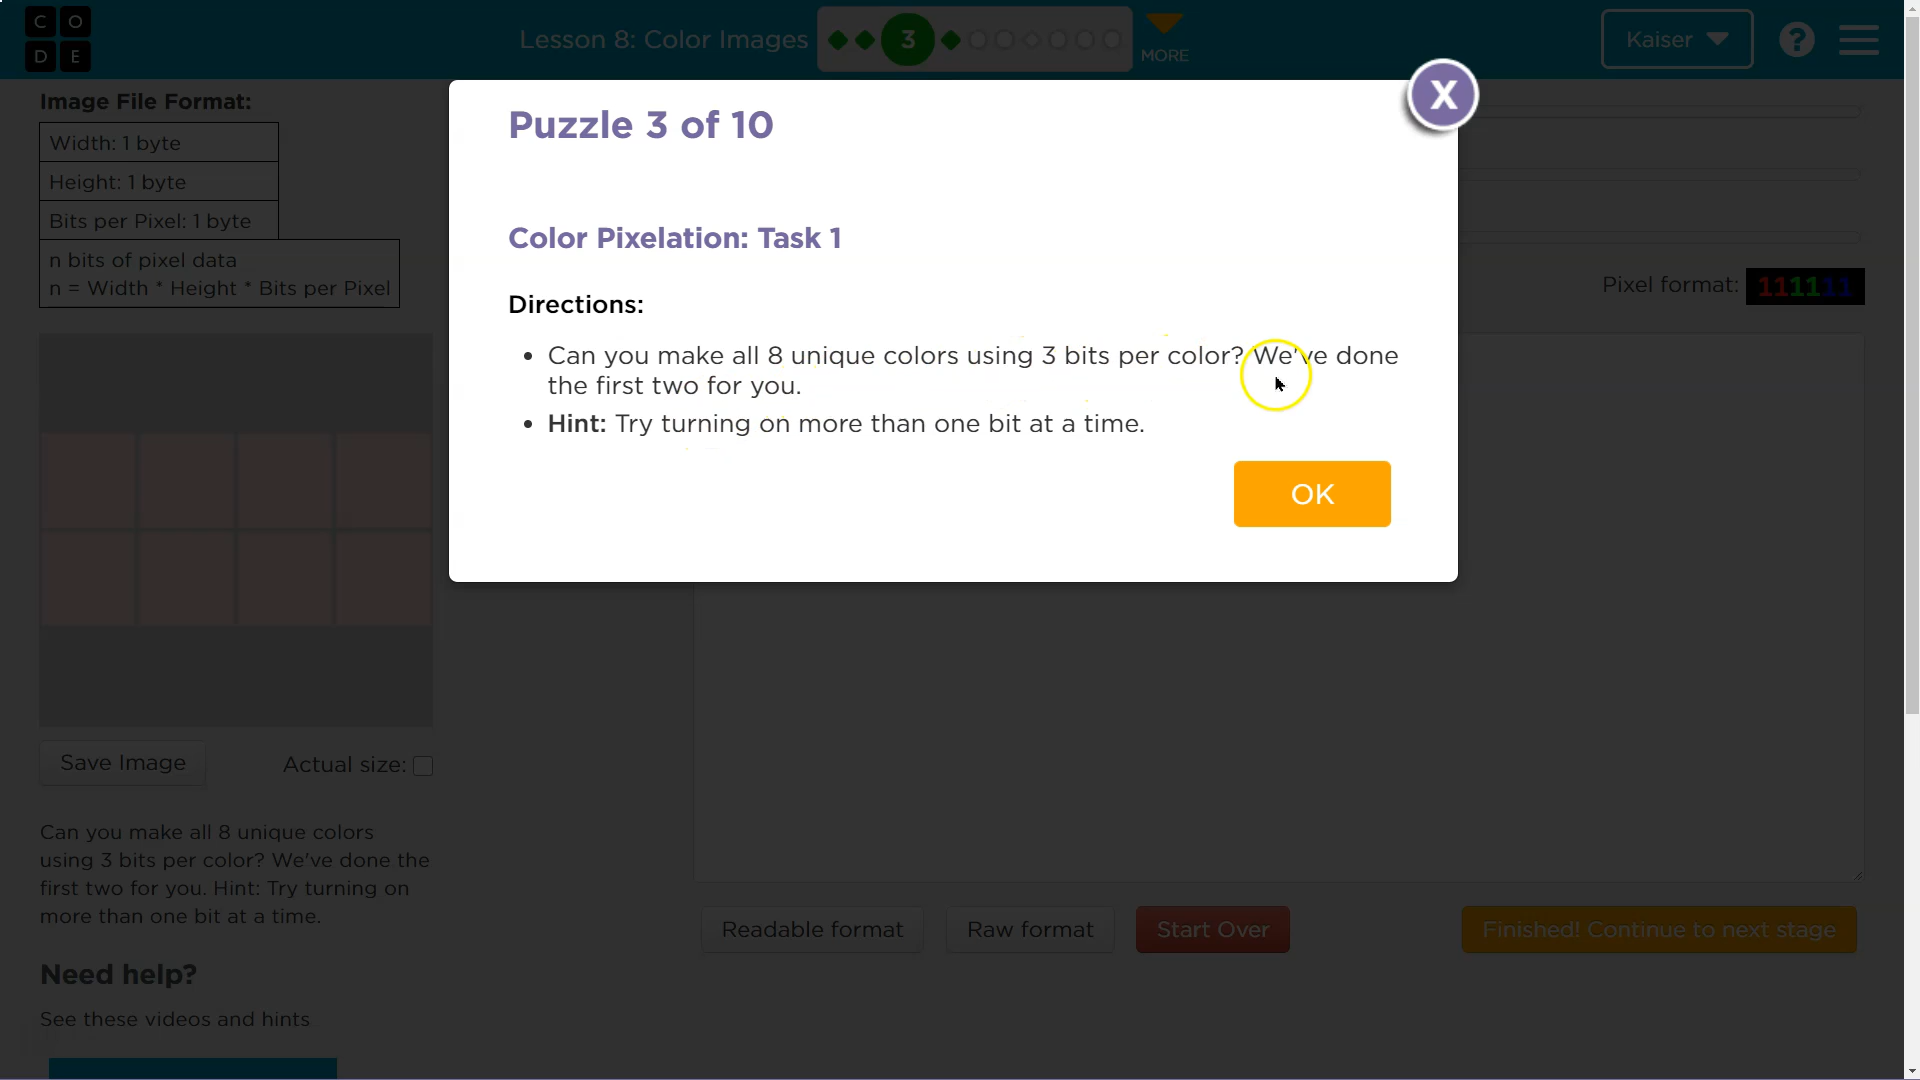 C O
D E
Lesson 8: Color Images
3
MORE
Kaiser
?
Image File Format:
Width: 1 byte
Height: 1 byte
Bits per Pixel: 1 byte
n bits of pixel data
n = Width * Height * Bits per Pixel
X
Puzzle 3 of 10
Color Pixelation: Task 1
Directions:
Can you make all 8 unique colors using 3 bits per color? We've done
the first two for you.
Hint: Try turning on more than one bit at a time.
OK
Pixel format: 111111
Save Image
Actual size:
Can you make all 8 unique colors
using 3 bits per color? We've done the
first two for you. Hint: Try turning on
more than one bit at a time.
Readable format
Raw format
Start Over
Finished! Continue to next stage
Need help?
See these videos and hints